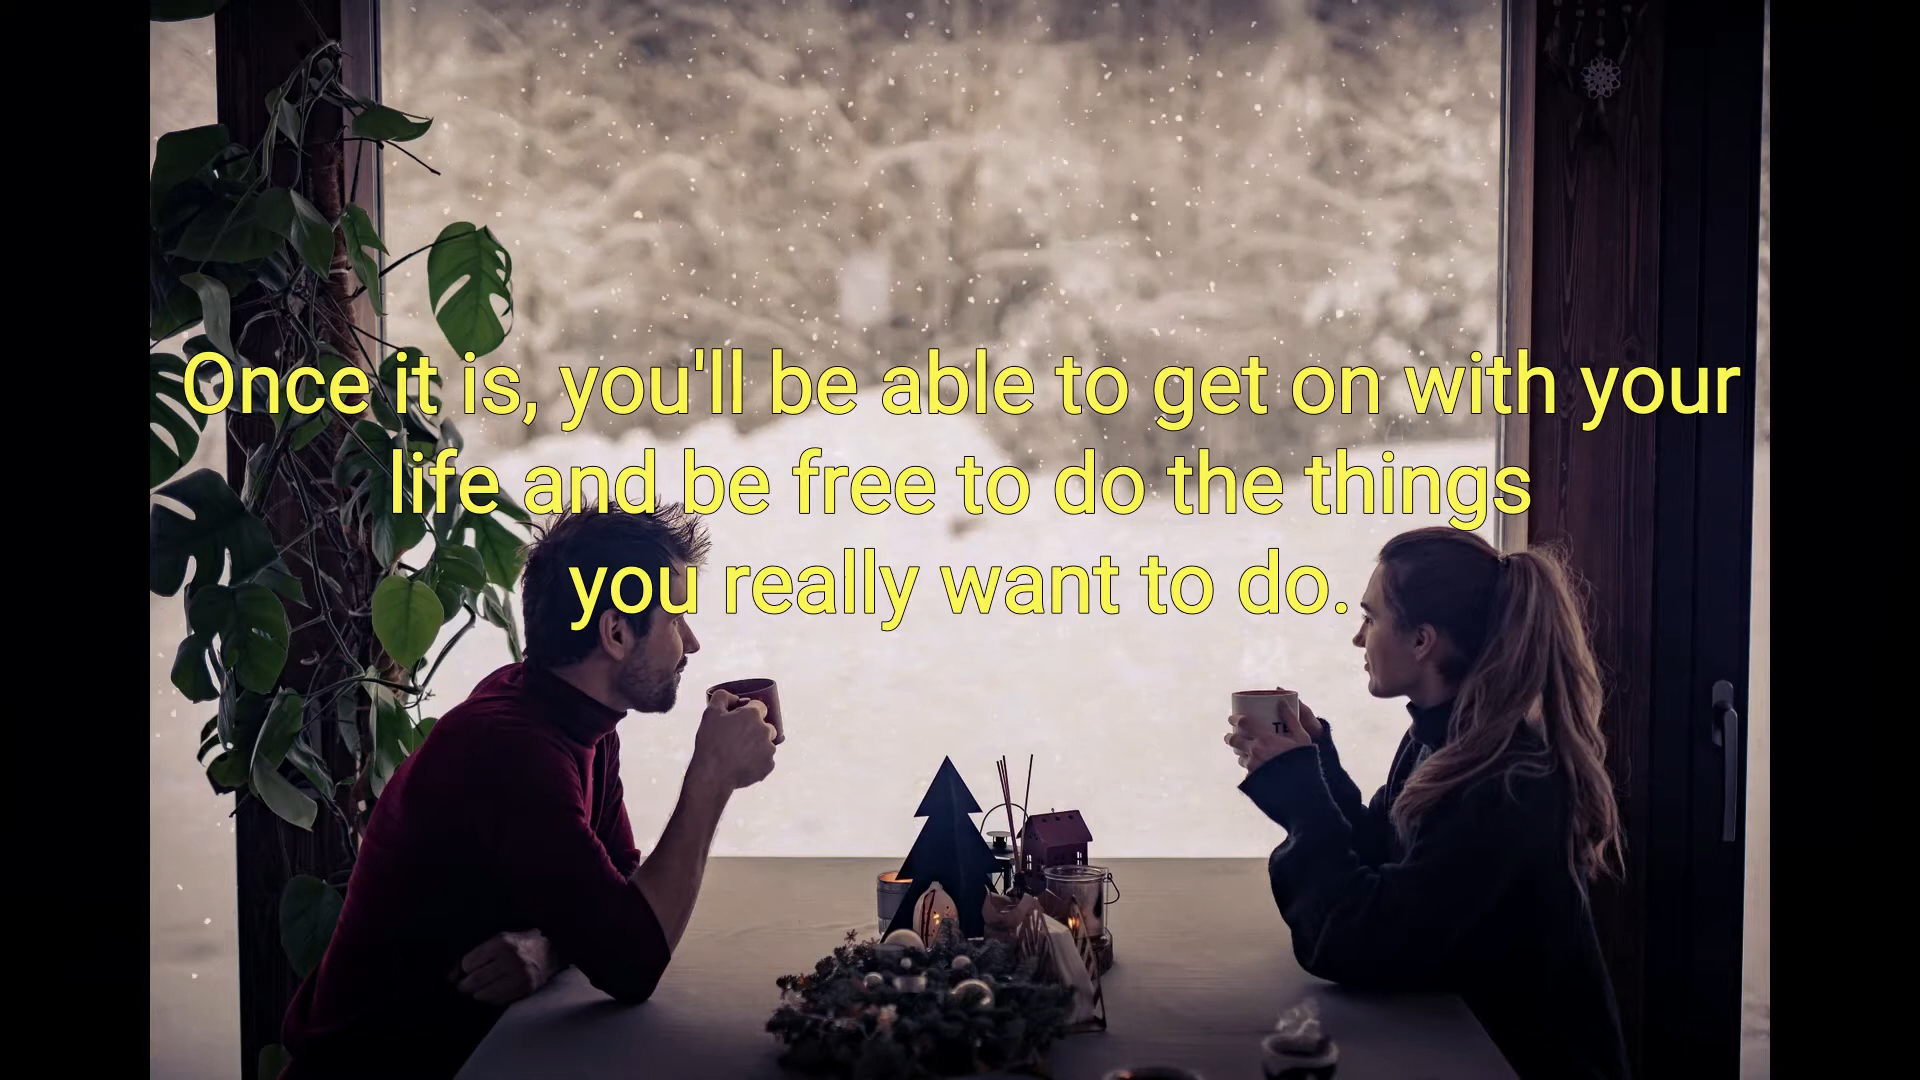 Once it is, you'll be able to get on with your
life and be free to do the things
you really want to do.